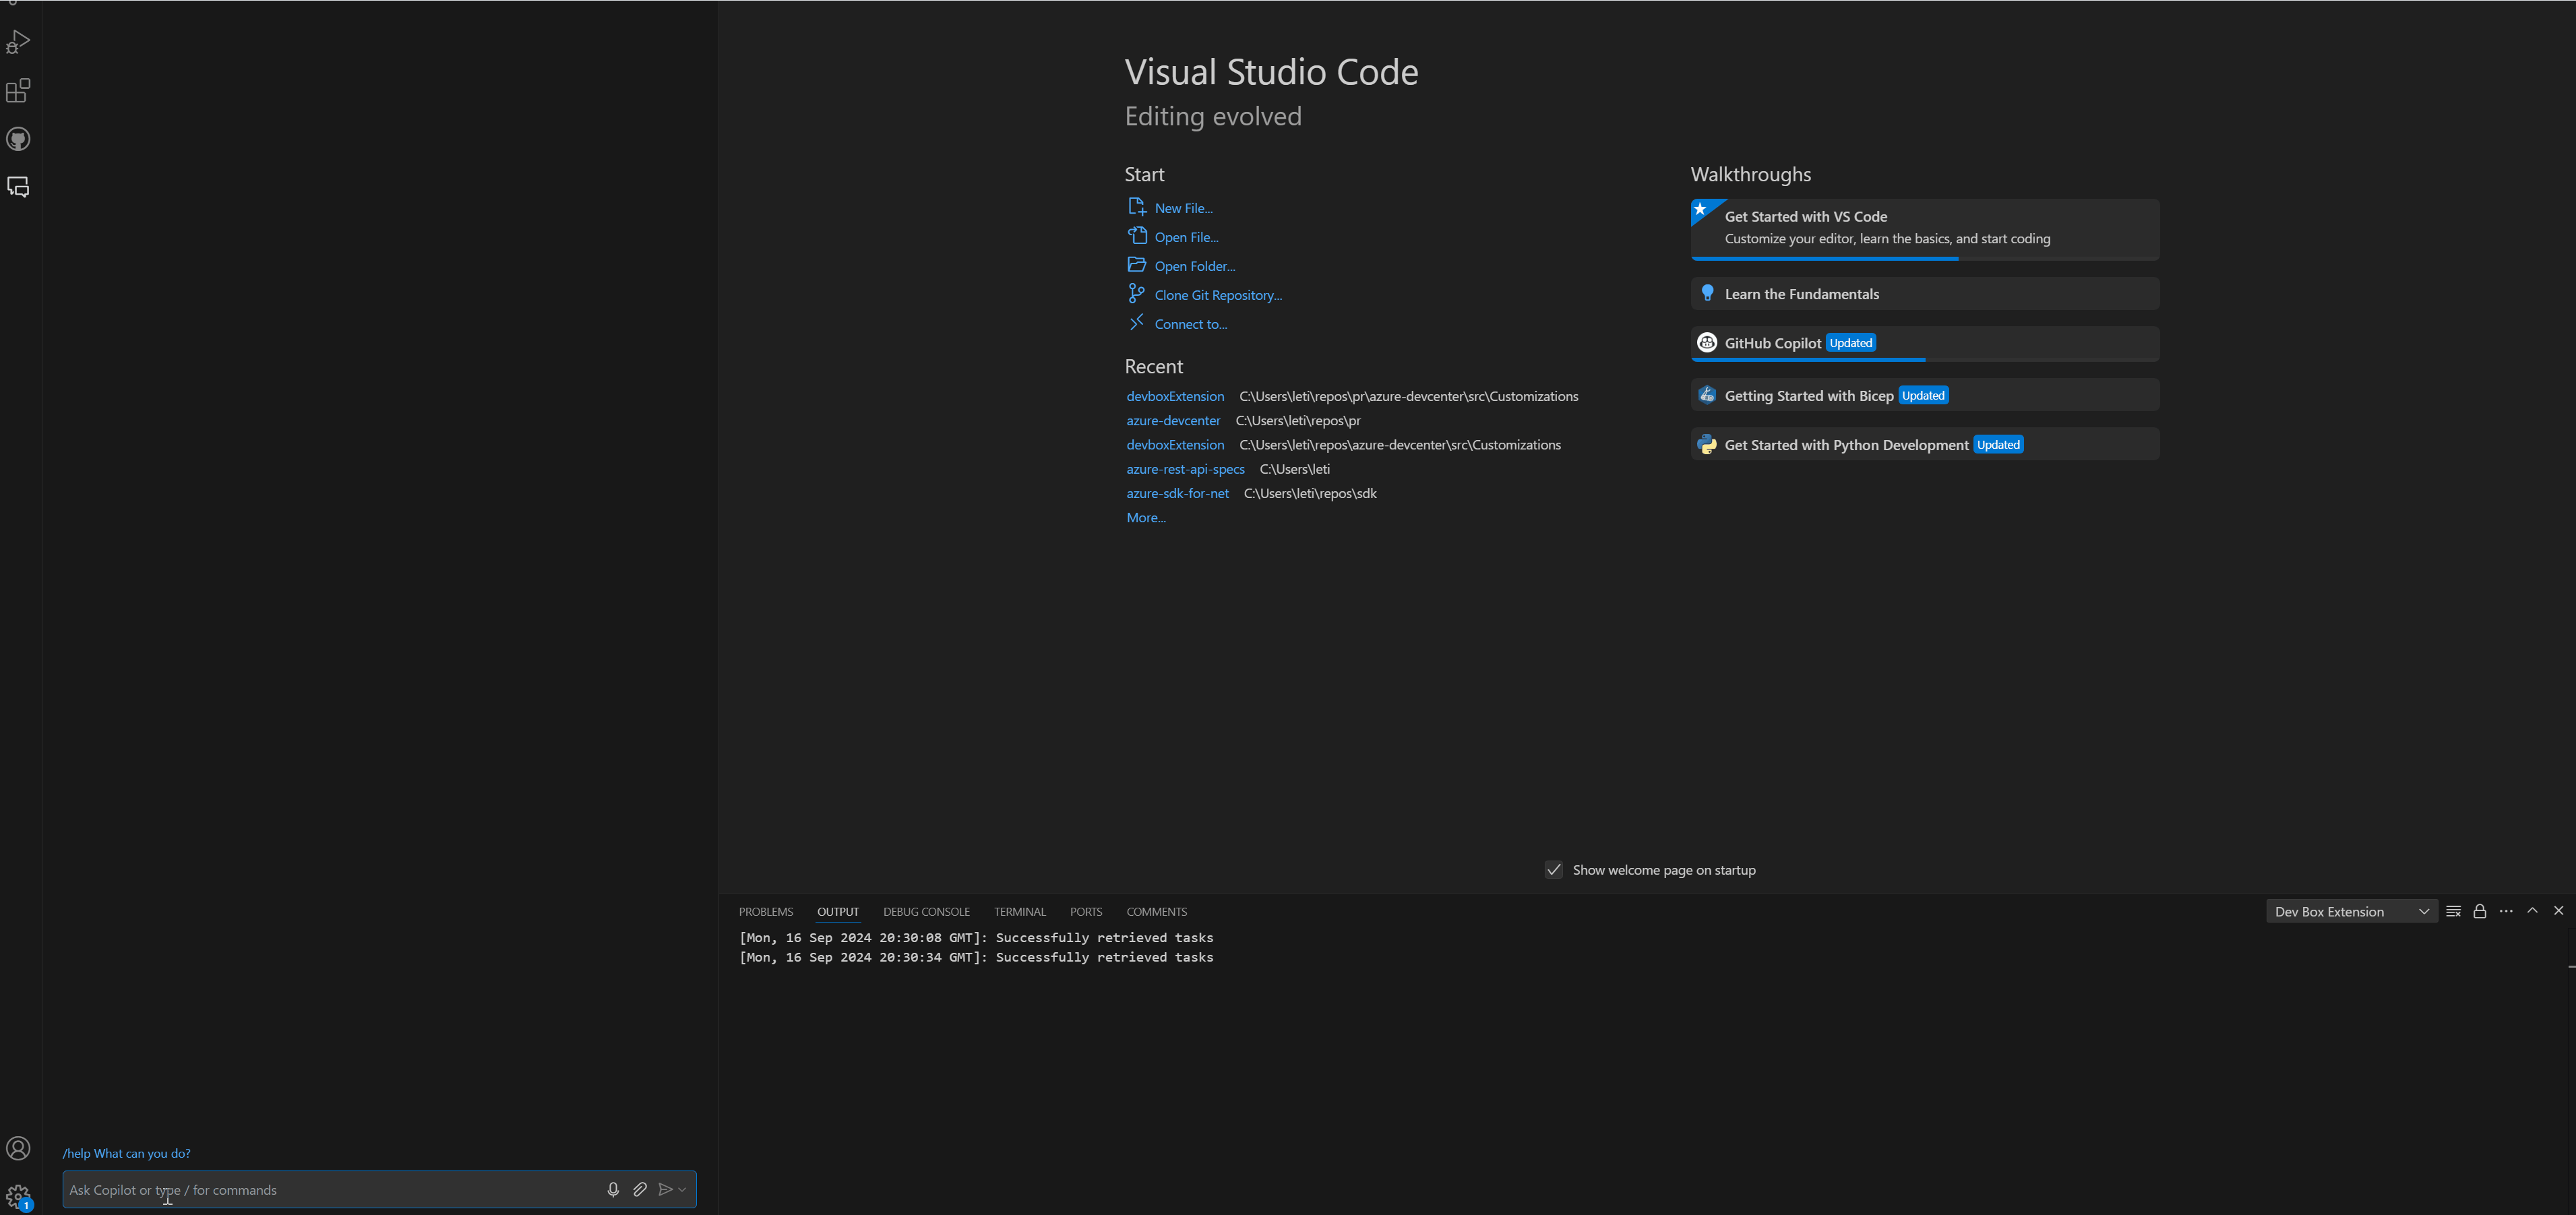 Visual Studio Code
Editing evolved
Start
New File...
Open File...
Open Folder...
Clone Git Repository...
Connect to...
Recent
devboxExtension C:\Users\leti\repos\pr\azure-devcenter\src\Customizations
azure-devcenter C:\Users\leti\repos\pr
devboxExtension C:\Users\leti\repos\azure-devcenter\src\Customizations
azure-rest-api-specs C:\Users\leti
azure-sdk-for-net C:\Users\leti\repos\sdk
More...
Walkthroughs
Get Started with VS Code
Customize your editor, learn the basics, and start coding
Learn the Fundamentals
GitHub Copilot Updated
Getting Started with Bicep Updated
Get Started with Python Development Updated
Show welcome page on startup
PROBLEMS OUTPUT DEBUG CONSOLE TERMINAL PORTS COMMENTS
Dev Box Extension
[Mon, 16 Sep 2024 20:30:08 GMT]: Successfully retrieved tasks
[Mon, 16 Sep 2024 20:30:34 GMT]: Successfully retrieved tasks
/help What can you do?
Ask Copilot or type / for commands
1